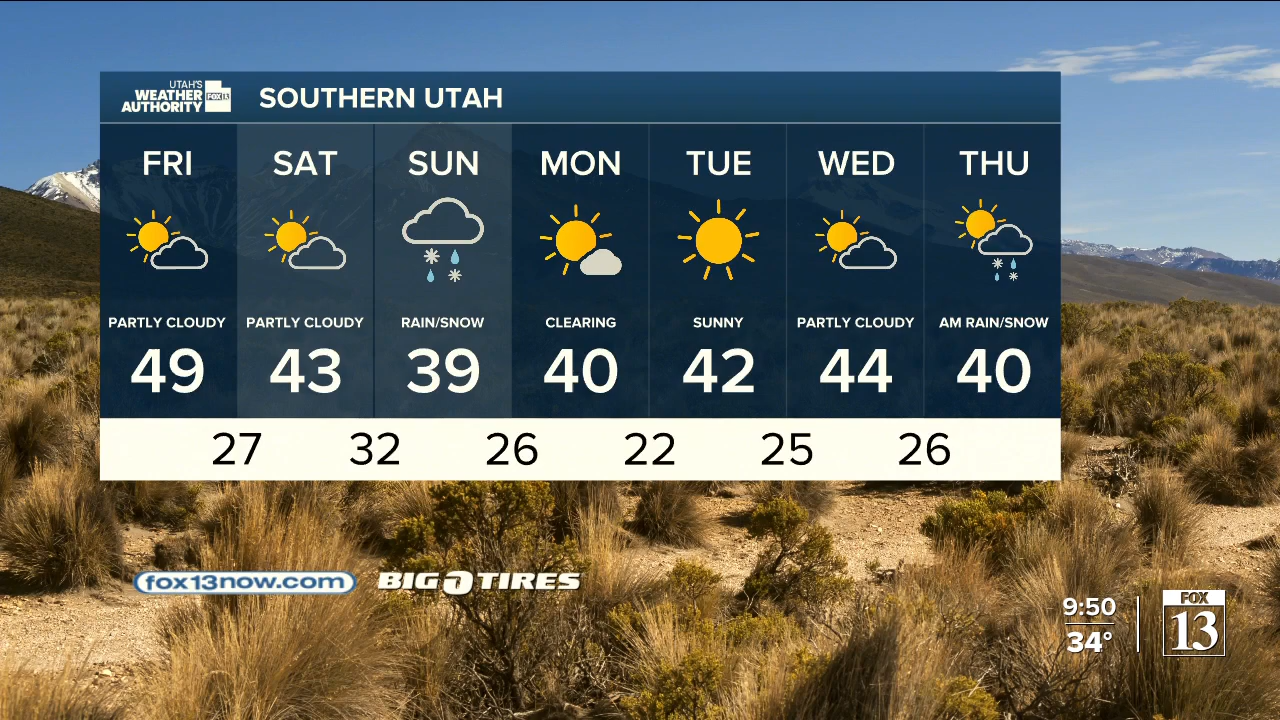 UTAH'S
WEATHER
AUTHORITY
FOX 13
SOUTHERN UTAH
FRI SAT SUN MON TUE WED THU
PARTLY CLOUDY PARTLY CLOUDY RAIN/SNOW CLEARING SUNNY PARTLY CLOUDY AM RAIN/SNOW
49 43 39 40 42 44 40
27 32 26 22 25 26
fox13now.com BIG O TIRES
9:50
34°
FOX
13